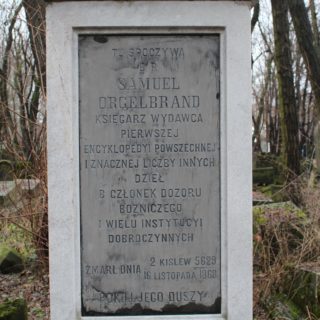 TU SPOCZYWA
Ś P
SAMUEL
ORGELBRAND
KSIĘGARZ WYDAWCA
PIERWSZEJ
ENCYKLOPEDYI POWSZECHNEJ
I ZNACZNEJ LICZBY INNYCH
DZIEŁ
B CZŁONEK DOZORU
BÓŻNICZEGO
I WIELU INSTYTUCYI
DOBROCZYNNYCH
ZMARŁ DNIA 2 KISLEW 5629
16 LISTOPADA 1868
POKÓJ JEGO DUSZY